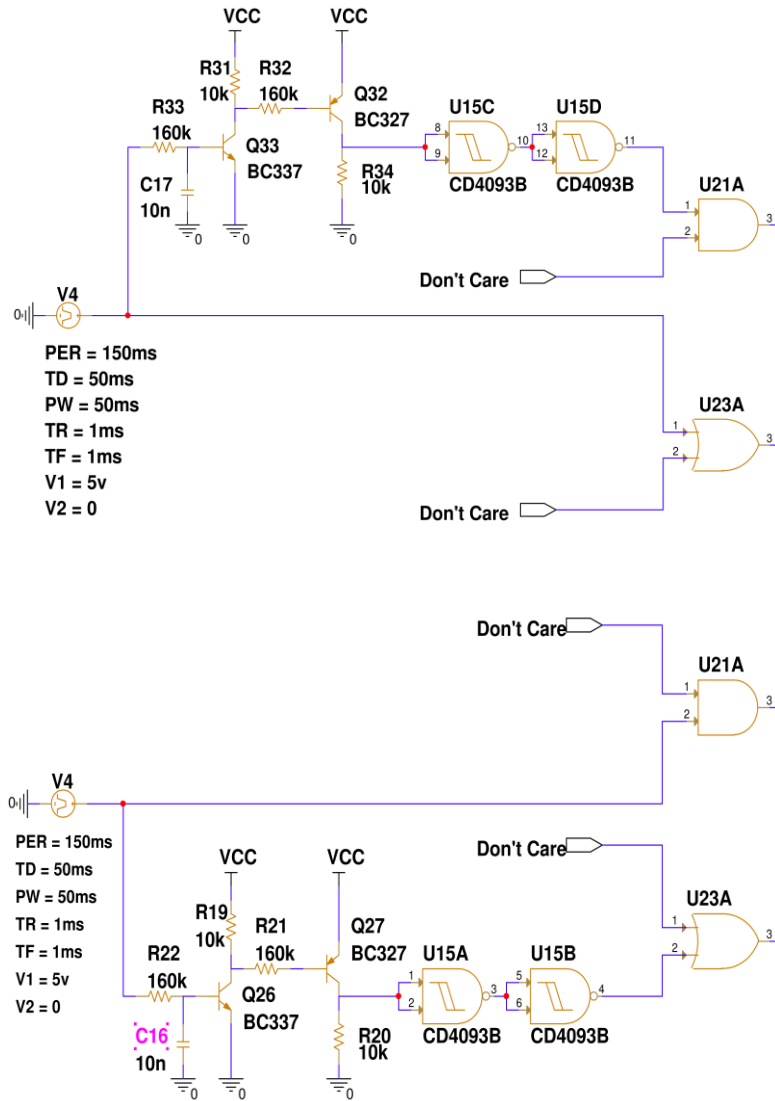 VCC
VCC
R31
10k
R32
160k
Q32
BC327
R33
160k
Q33
BC337
C17
10n
R34
10k
0
0
0
U15C
8
9
10
CD4093B
U15D
13
12
11
CD4093B
U21A
1
2
3
Don't Care
0
V4
PER = 150ms
TD = 50ms
PW = 50ms
TR = 1ms
TF = 1ms
V1 = 5v
V2 = 0
U23A
1
2
3
Don't Care
Don't Care
U21A
1
2
3
0
V4
PER = 150ms
TD = 50ms
PW = 50ms
TR = 1ms
TF = 1ms
V1 = 5v
V2 = 0
Don't Care
U23A
1
2
3
VCC
VCC
R19
10k
R21
160k
Q27
BC327
R22
160k
Q26
BC337
C16
10n
R20
10k
0
0
0
U15A
1
2
3
CD4093B
U15B
5
6
4
CD4093B